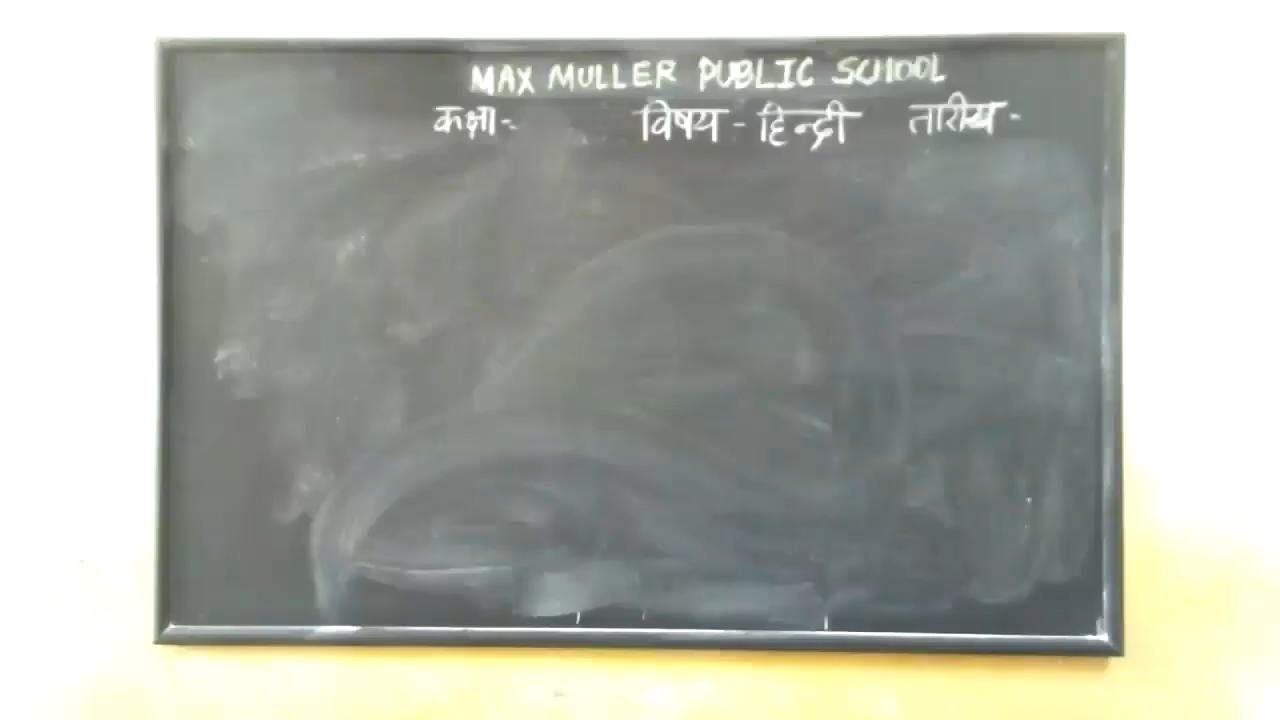 MAX MULLER PUBLIC SCHOOL
कक्षा- विषय - हिन्दी तारीख -